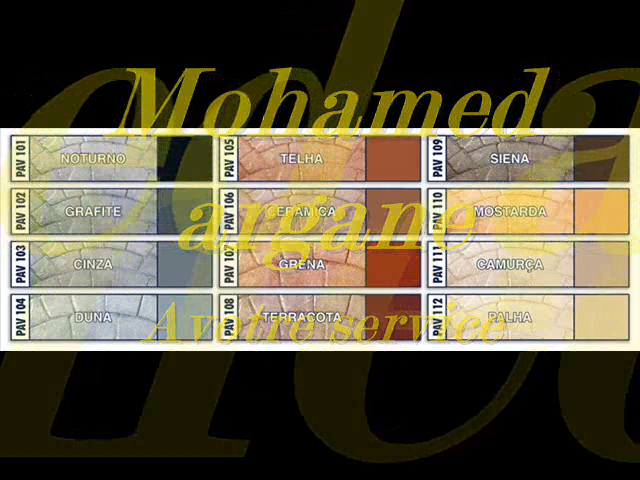 Mohamed
argane
Avotre service
PAV 101 NOTURNO
PAV 102 GRAFITE
PAV 103 CINZA
PAV 104 DUNA
PAV 105 TELHA
PAV 106 CERÂMICA
PAV 107 GRENA
PAV 108 TERRACOTA
PAV 109 SIENA
PAV 110 MOSTARDA
PAV 111 CAMURÇA
PAV 112 PALHA